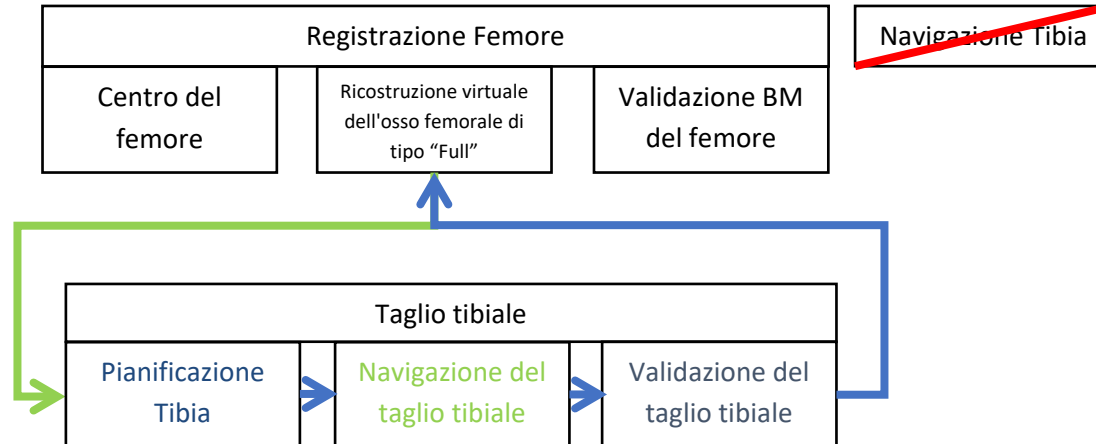 Registrazione Femore
Navigazione Tibia
Centro del
femore
Ricostruzione virtuale
dell'osso femorale di
tipo “Full”
Validazione BM
del femore
Taglio tibiale
Pianificazione
Tibia
Navigazione del
taglio tibiale
Validazione del
taglio tibiale